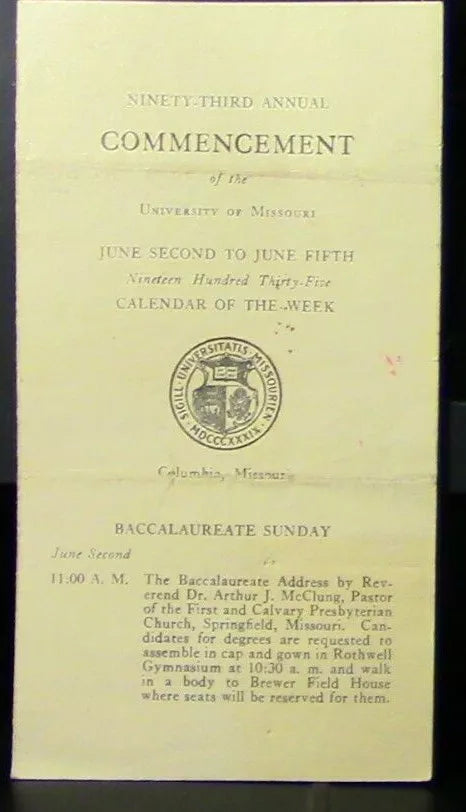 NINETY-THIRD ANNUAL
COMMENCEMENT
of the
UNIVERSITY OF MISSOURI
JUNE SECOND TO JUNE FIFTH
Nineteen Hundred Thirty-Five
CALENDAR OF THE WEEK
SIGILL · UNIVERSITATIS · MISSOURIEN · MDCCCXXXIX ·
Columbia, Missouri
BACCALAUREATE SUNDAY
June Second
11:00 A. M. The Baccalaureate Address by Rev-
erend Dr. Arthur J. McClung, Pastor
of the First and Calvary Presbyterian
Church, Springfield, Missouri. Can-
didates for degrees are requested to
assemble in cap and gown in Rothwell
Gymnasium at 10:30 a. m. and walk
in a body to Brewer Field House
where seats will be reserved for them.